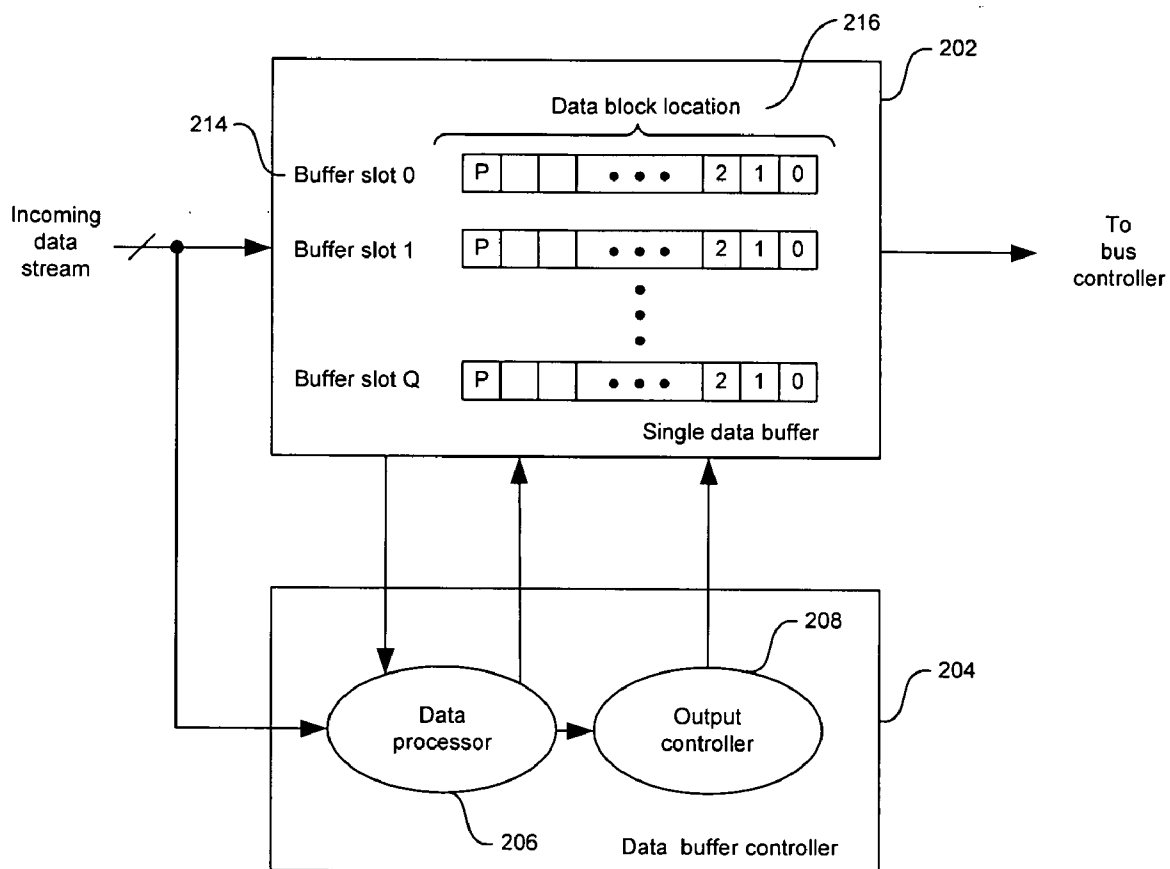 216
202
Data block location
214
Buffer slot 0 P 2 1 0
Incoming
data
stream
Buffer slot 1 P 2 1 0
To
bus
controller
Buffer slot Q P 2 1 0
Single data buffer
208
204
Data
processor
Output
controller
206
Data buffer controller